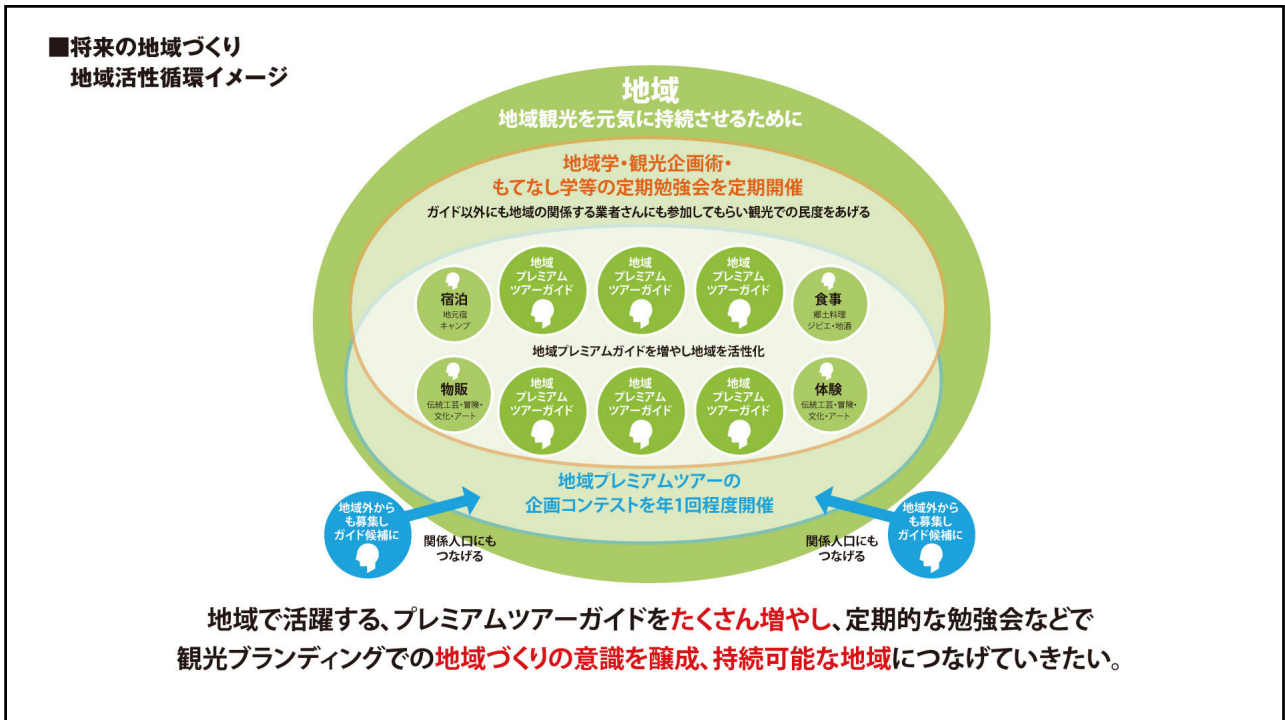 ■将来の地域づくり
地域活性循環イメージ
地域
地域観光を元気に持続させるために
地域学・観光企画術・
もてなし学等の定期勉強会を定期開催
ガイド以外にも地域の関係する業者さんにも参加してもらい観光での民度をあげる
宿泊
地元宿
キャンプ
地域
プレミアム
ツアーガイド
地域
プレミアム
ツアーガイド
地域
プレミアム
ツアーガイド
食事
郷土料理
ジビエ・地酒
地域プレミアムガイドを増やし地域を活性化
物販
伝統工芸・冒険・
文化・アート
地域
プレミアム
ツアーガイド
地域
プレミアム
ツアーガイド
地域
プレミアム
ツアーガイド
体験
伝統工芸・冒険・
文化・アート
地域プレミアムツアーの
企画コンテストを年1回程度開催
地域外から
も募集し
ガイド候補に
関係人口にも
つなげる
関係人口にも
つなげる
地域外から
も募集し
ガイド候補に
地域で活躍する、プレミアムツアーガイドをたくさん増やし、定期的な勉強会などで
観光ブランディングでの地域づくりの意識を醸成、持続可能な地域につなげていきたい。